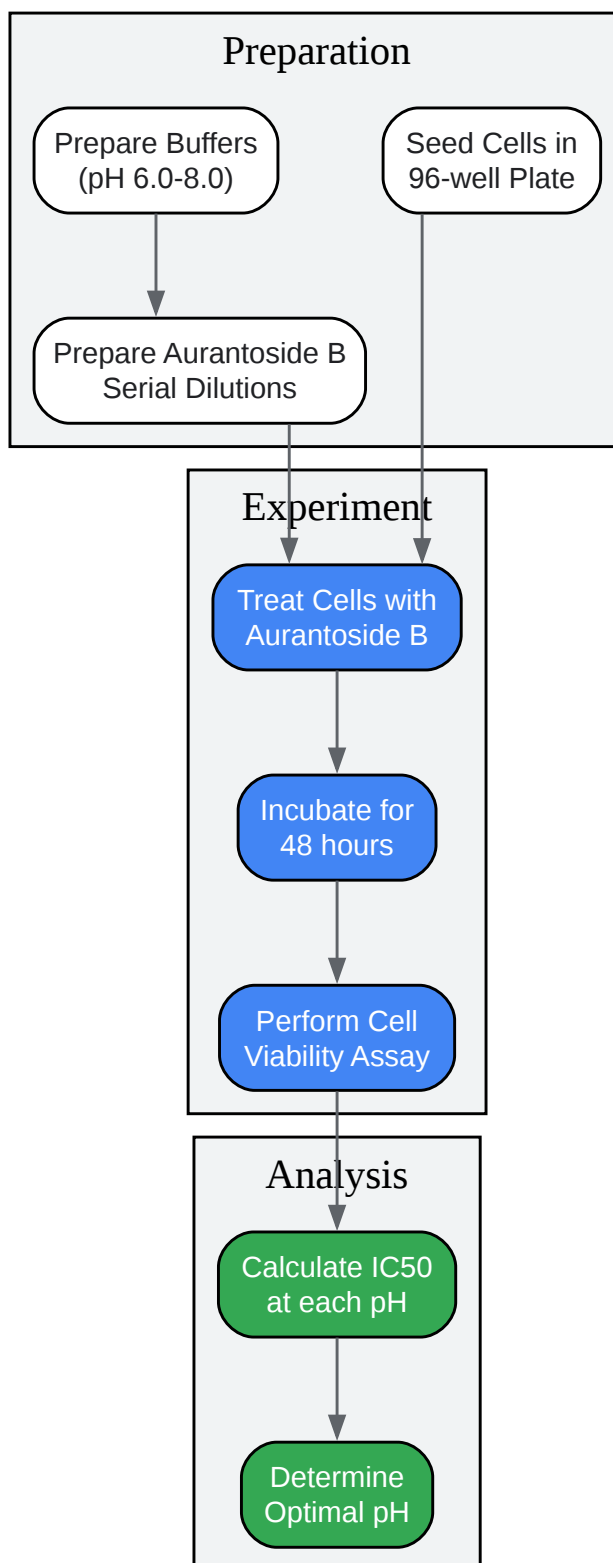 Preparation
Prepare Buffers
(pH 6.0-8.0)
Seed Cells in
96-well Plate
Prepare Aurantoside B
Serial Dilutions
Experiment
Treat Cells with
Aurantoside B
Incubate for
48 hours
Perform Cell
Viability Assay
Analysis
Calculate IC50
at each pH
Determine
Optimal pH